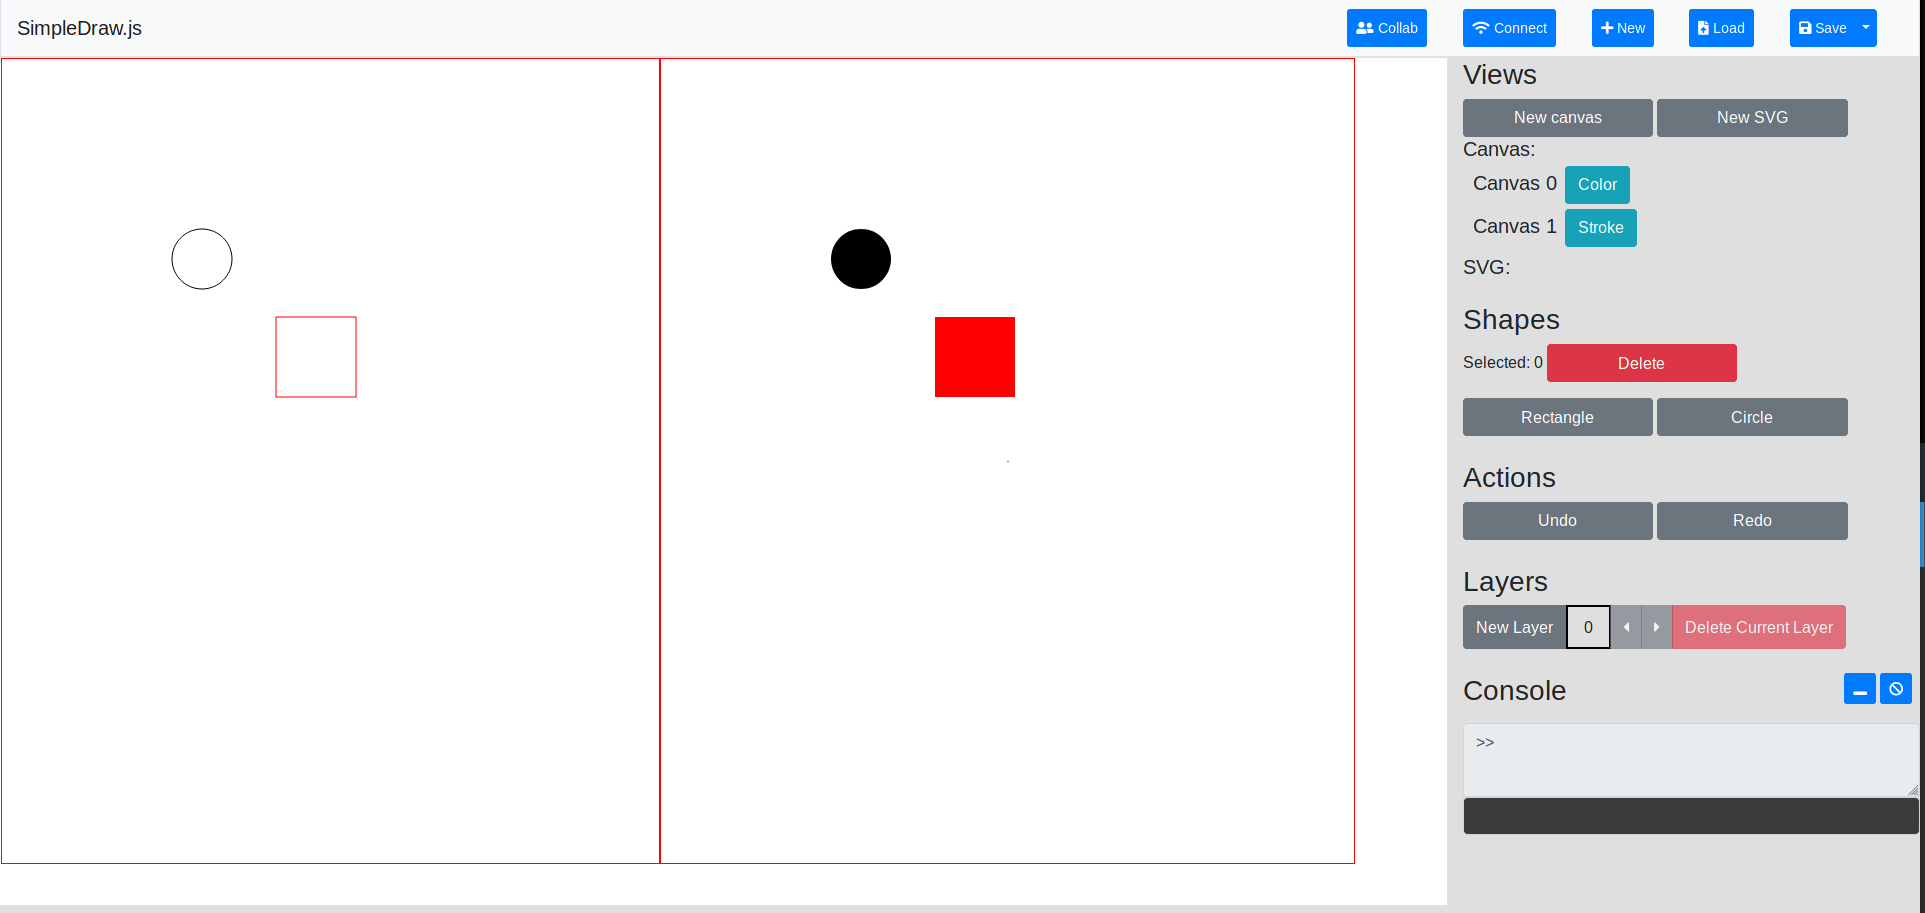 SimpleDraw.js
Collab
Connect
New
Load
Save
Views
New canvas
New SVG
Canvas:
Canvas 0 Color
Canvas 1 Stroke
SVG:
Shapes
Selected: 0 Delete
Rectangle
Circle
Actions
Undo
Redo
Layers
New Layer 0 Delete Current Layer
Console
>>